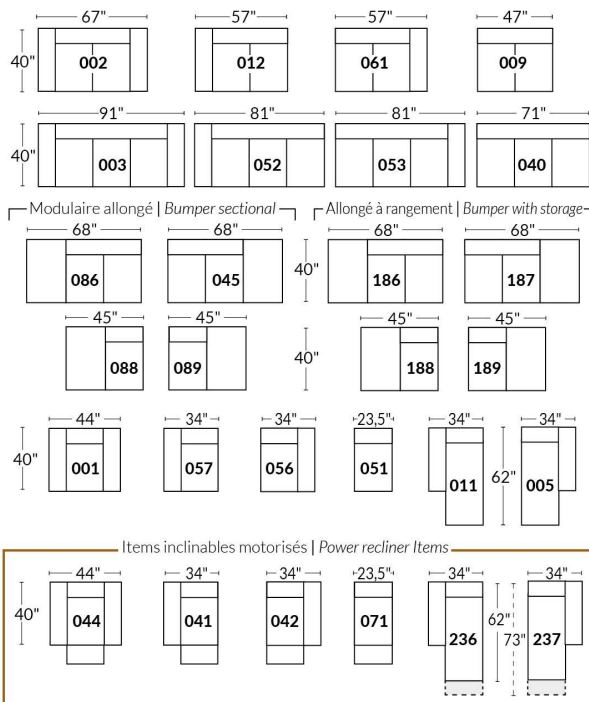 67" 57" 57" 47"
40" 002 012 061 009
91" 81" 81" 71"
40" 003 052 053 040
Modulaire allongé | Bumper sectional
Allongé à rangement | Bumper with storage
68" 68" 68" 68"
086 045 40" 186 187
45" 45" 45" 45"
088 089 40" 188 189
44" 34" 34" 23,5" 34" 34"
40" 001 057 056 051 011 62" 005
Items inclinables motorisés | Power recliner Items
44" 34" 34" 23,5" 34" 34"
40" 044 041 042 071 236 62" 73" 237